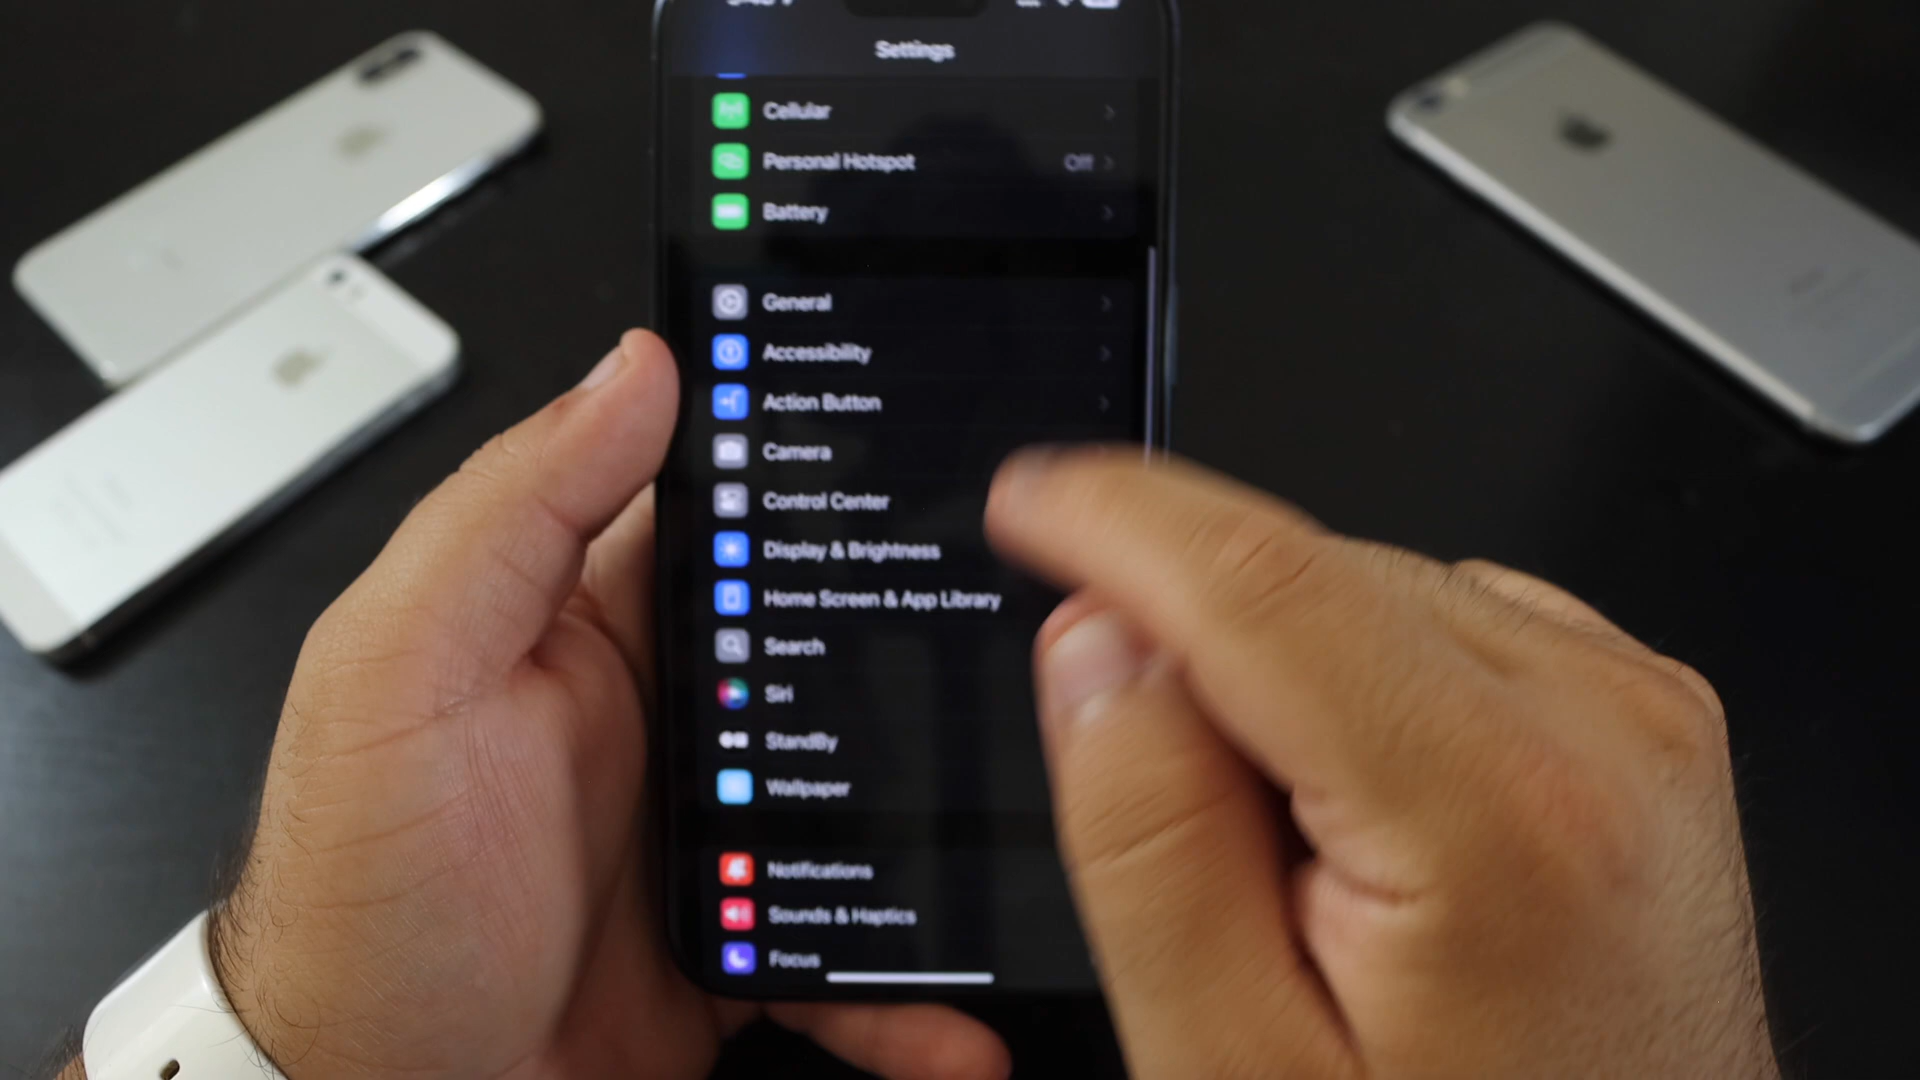 Settings
Cellular
Personal Hotspot Off
Battery
General
Accessibility
Action Button
Camera
Control Center
Display & Brightness
Home Screen & App Library
Search
Siri
StandBy
Wallpaper
Notifications
Sounds & Haptics
Focus